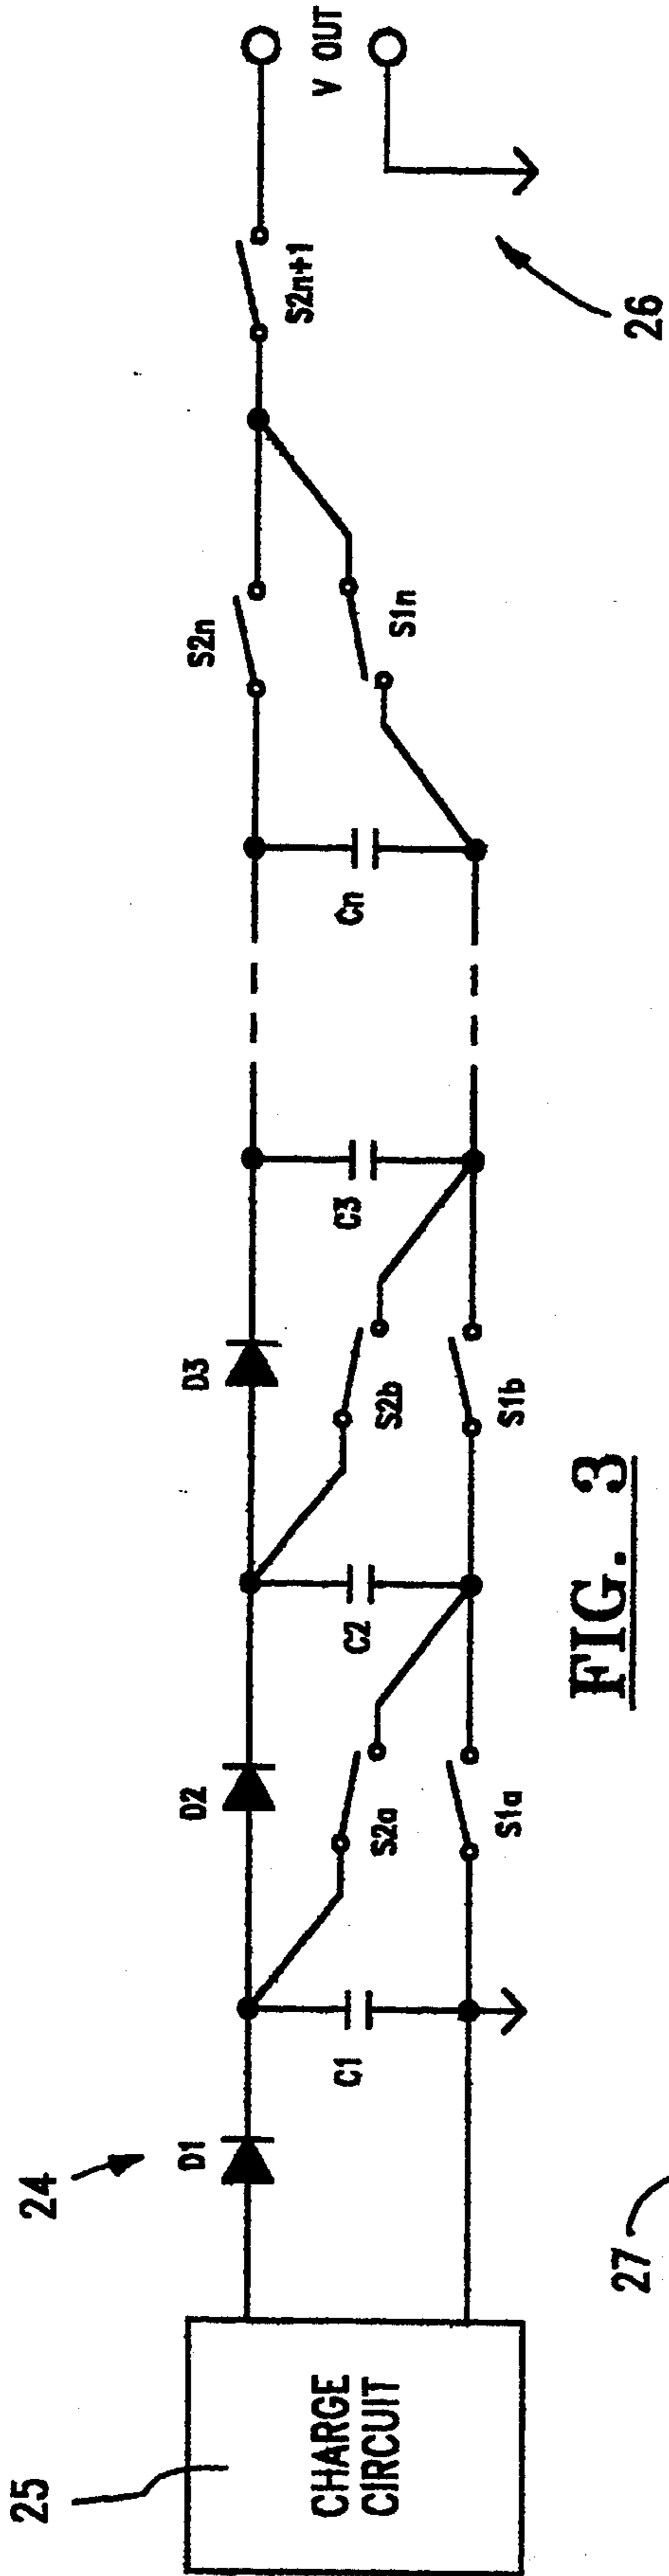 24
25
CHARGE
CIRCUIT
D1
C1
D2
S2a
S1a
C2
D3
S2b
S1b
C3
Cn
S2n
S1n
S2n+1
V OUT
26
27
FIG. 3